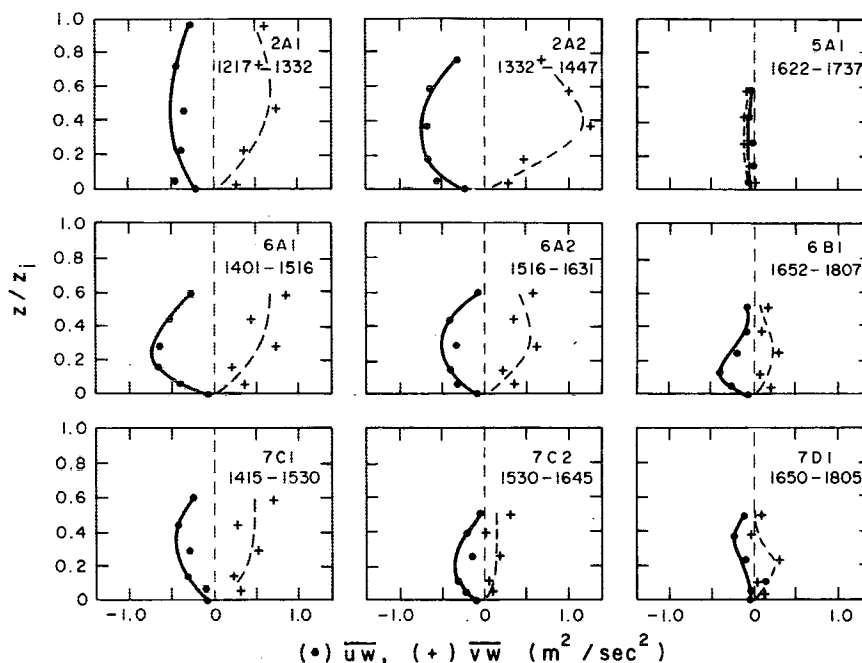 1.0
0.8
0.6
0.4
0.2
0
2A1
1217–1332
2A2
1332–1447
5A1
1622–1737
z/zi
1.0
0.8
0.6
0.4
0.2
0
6A1
1401–1516
6A2
1516–1631
6B1
1652–1807
1.0
0.8
0.6
0.4
0.2
0
7C1
1415–1530
7C2
1530–1645
7D1
1650–1805
-1.0 0 1.0
-1.0 0 1.0
-1.0 0 1.0
(•) uw, (+) vw (m²/sec²)